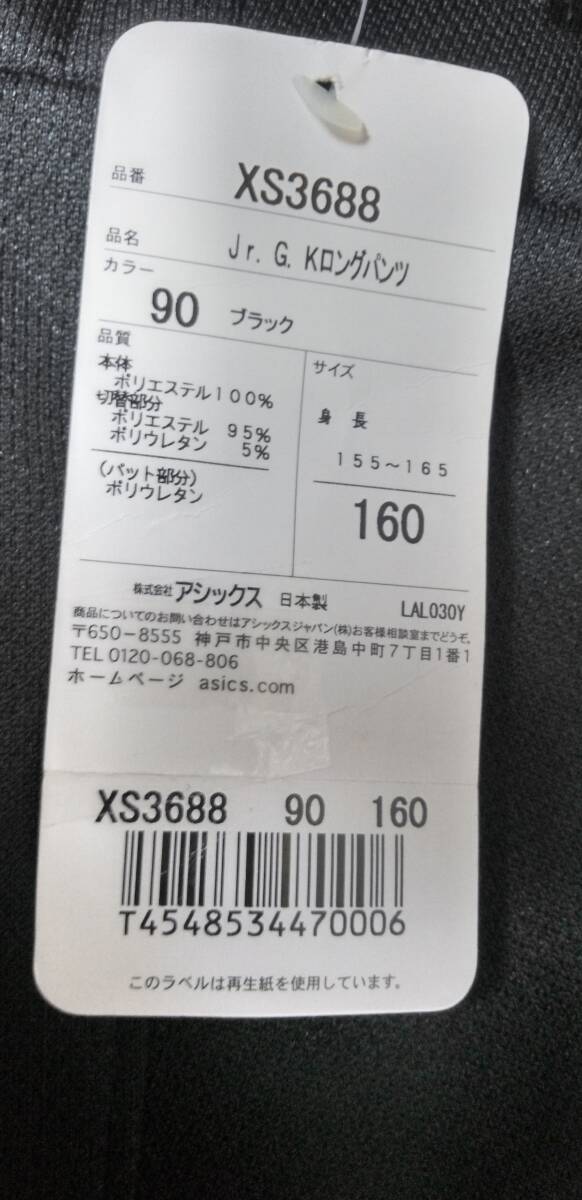 品番 XS3688
品名 Jr. G. Kロングパンツ
カラー
90 ブラック
品質
本体
ポリエステル100%
切替部分
ポリエステル 95%
ポリウレタン 5%
(パット部分)
ポリウレタン
サイズ
身 長
155~165
160
株式会社アシックス 日本製 LAL030Y
商品についてのお問い合わせはアシックスジャパン(株)お客様相談室までどうぞ。
〒650-8555 神戸市中央区港島中町7丁目1番1
TEL 0120-068-806
ホームページ asics.com
XS3688 90 160
T4548534470006
このラベルは再生紙を使用しています。